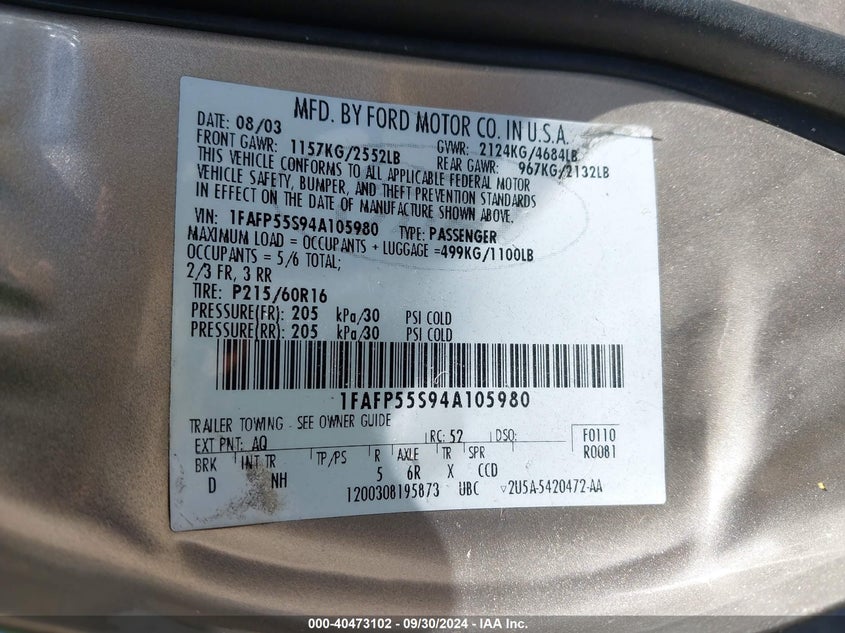 MFD. BY FORD MOTOR CO. IN U.S.A.
DATE: 08/03 GVWR: 2124KG/4684LB
FRONT GAWR: 1157KG/2552LB REAR GAWR: 967KG/2132LB
THIS VEHICLE CONFORMS TO ALL APPLICABLE FEDERAL MOTOR
VEHICLE SAFETY, BUMPER, AND THEFT PREVENTION STANDARDS
IN EFFECT ON THE DATE OF MANUFACTURE SHOWN ABOVE.
VIN: 1FAFP55S94A105980 TYPE: PASSENGER
MAXIMUM LOAD = OCCUPANTS + LUGGAGE =499KG/1100LB
OCCUPANTS = 5/6 TOTAL;
2/3 FR, 3 RR
TIRE: P215/60R16
PRESSURE(FR): 205 kPa/30 PSI COLD
PRESSURE(RR): 205 kPa/30 PSI COLD
1FAFP55S94A105980
TRAILER TOWING - SEE OWNER GUIDE
EXT PNT: AQ RC: 52 DSO: F0110
BRK INT TR TP/PS R AXLE TR SPR R0081
D NH 5 6R X CCD
1200308195873 UBC ▽2U5A-5420472-AA
000-40473102 - 09/30/2024 - IAA Inc.